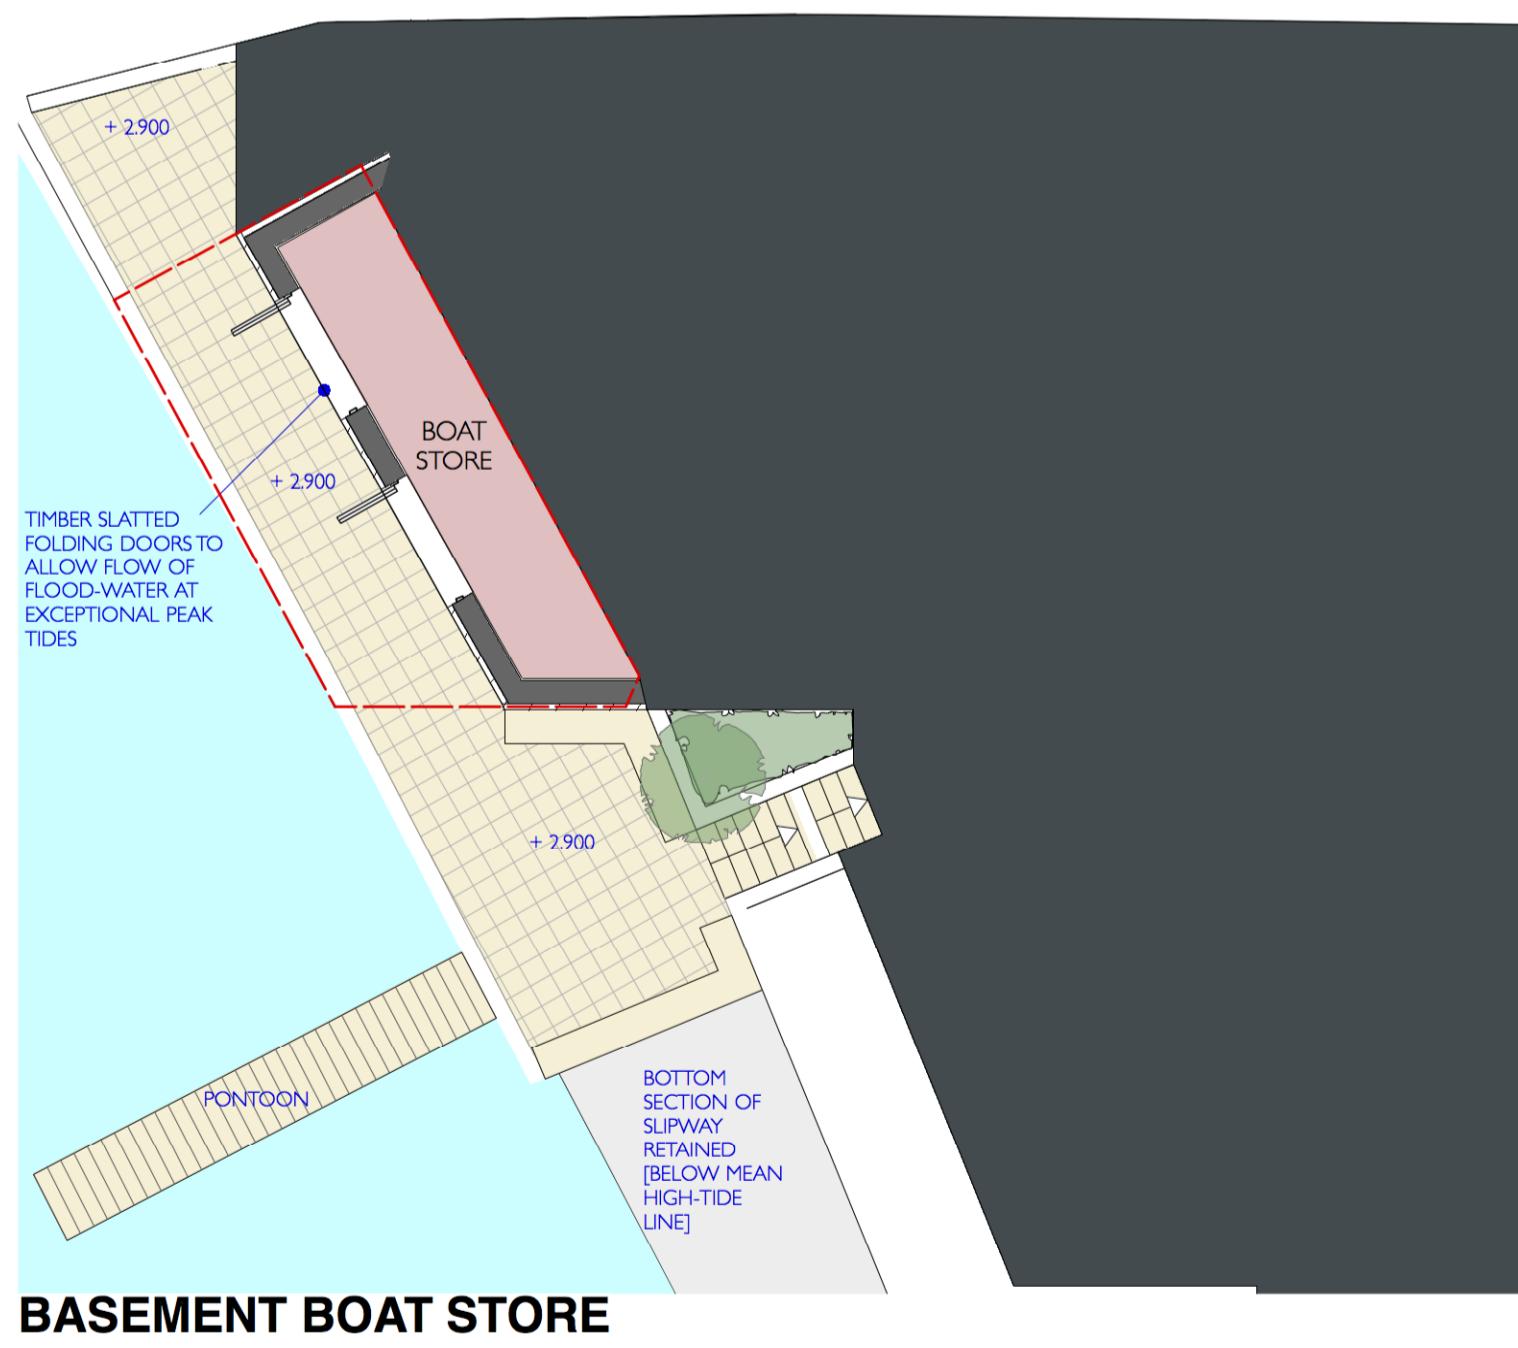 + 2.900
BOAT
STORE
+ 2.900
TIMBER SLATTED
FOLDING DOORS TO
ALLOW FLOW OF
FLOOD-WATER AT
EXCEPTIONAL PEAK
TIDES
+ 2.900
PONTOON
BOTTOM
SECTION OF
SLIPWAY
RETAINED
[BELOW MEAN
HIGH-TIDE
LINE]
BASEMENT BOAT STORE